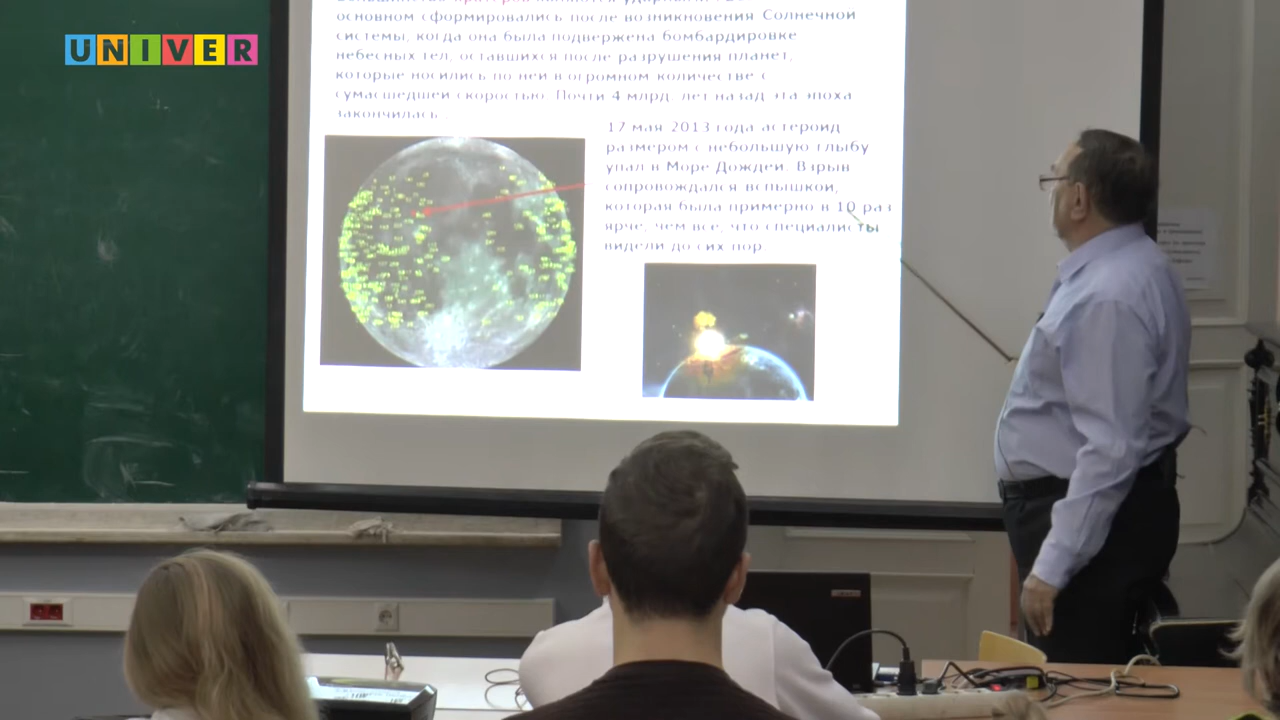 UNIVER
основном сформировались после возникновения Солнечной
системы, когда она была подвержена бомбардировке
небесных тел, оставшихся после разрушения планет,
которые носились по ней в огромном количестве с
сумасшедшей скоростью. Почти 4 млрд. лет назад эта эпоха
закончилась.
17 мая 2013 года астероид
размером с небольшую глыбу
упал в Море Дождей. Взрыв
сопровождался вспышкой,
которая была примерно в 10 раз
ярче, чем все, что специалисты
видели до сих пор.